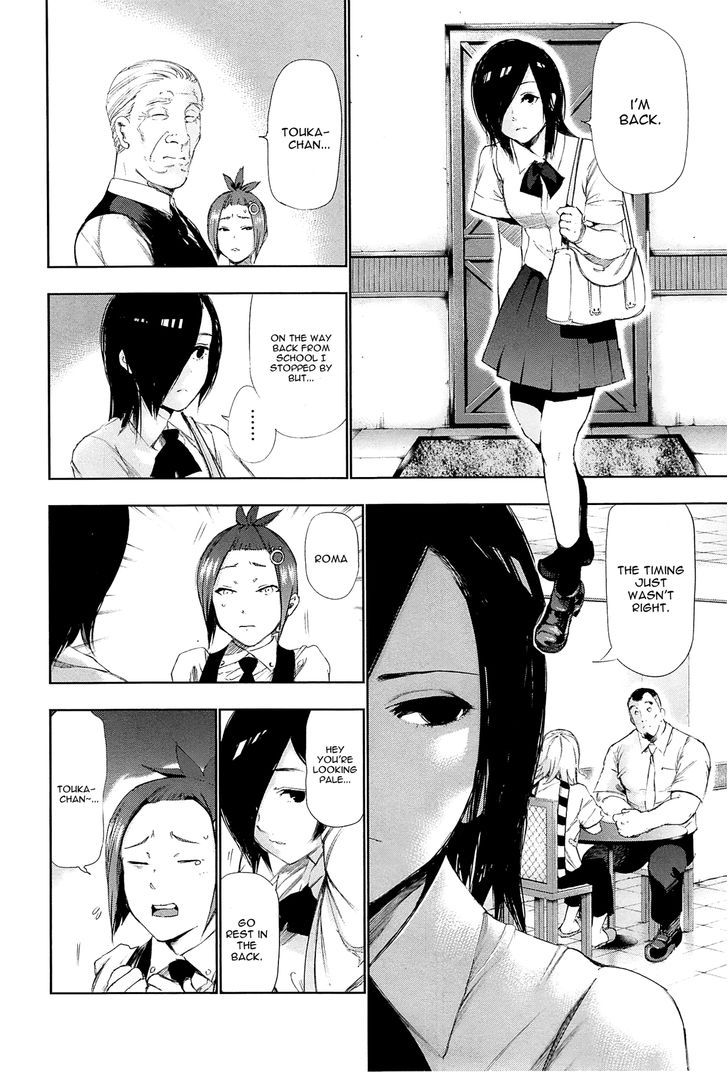 I'M
BACK.
TOUKA-
CHAN...
ON THE WAY
BACK FROM
SCHOOL I
STOPPED BY
BUT...
......
THE TIMING
JUST
WASN'T
RIGHT.
ROMA
HEY
YOU'RE
LOOKING
PALE...
GO
REST IN
THE
BACK.
TOUKA-
CHAN~...